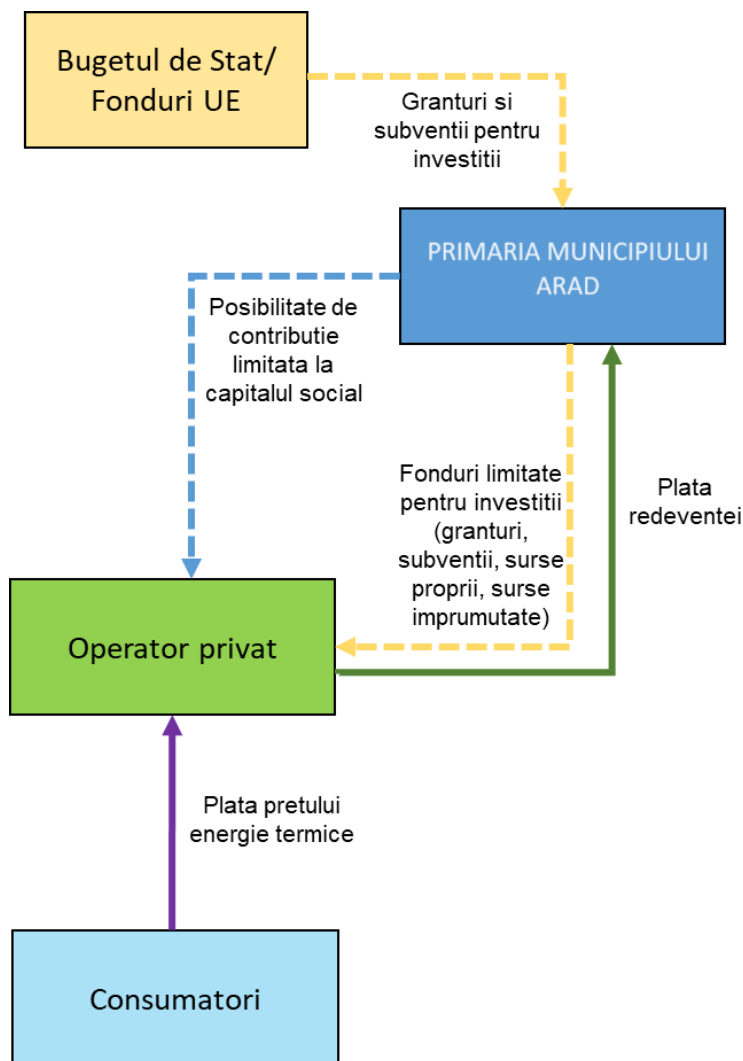 Bugetul de Stat/
Fonduri UE
Granturi si
subventii pentru
investitii
PRIMARIA MUNICIPIULUI
ARAD
Posibilitate de
contributie
limitata la
capitalul social
Fonduri limitate
pentru investitii
(granturi,
subventii, surse
proprii, surse
imprumutate)
Plata
redeventei
Operator privat
Plata pretului
energie termice
Consumatori